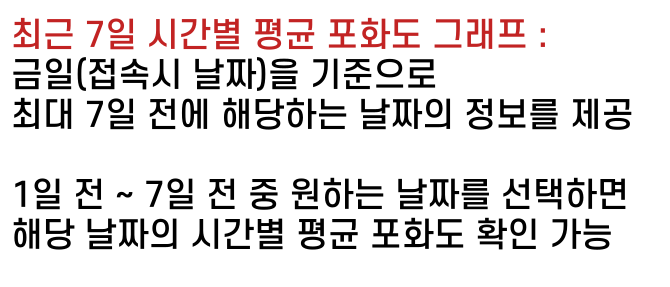 최근 7일 시간별 평균 포화도 그래프 :
금일(접속시 날짜)을 기준으로
최대 7일 전에 해당하는 날짜의 정보를 제공
1일 전 ~ 7일 전 중 원하는 날짜를 선택하면
해당 날짜의 시간별 평균 포화도 확인 가능